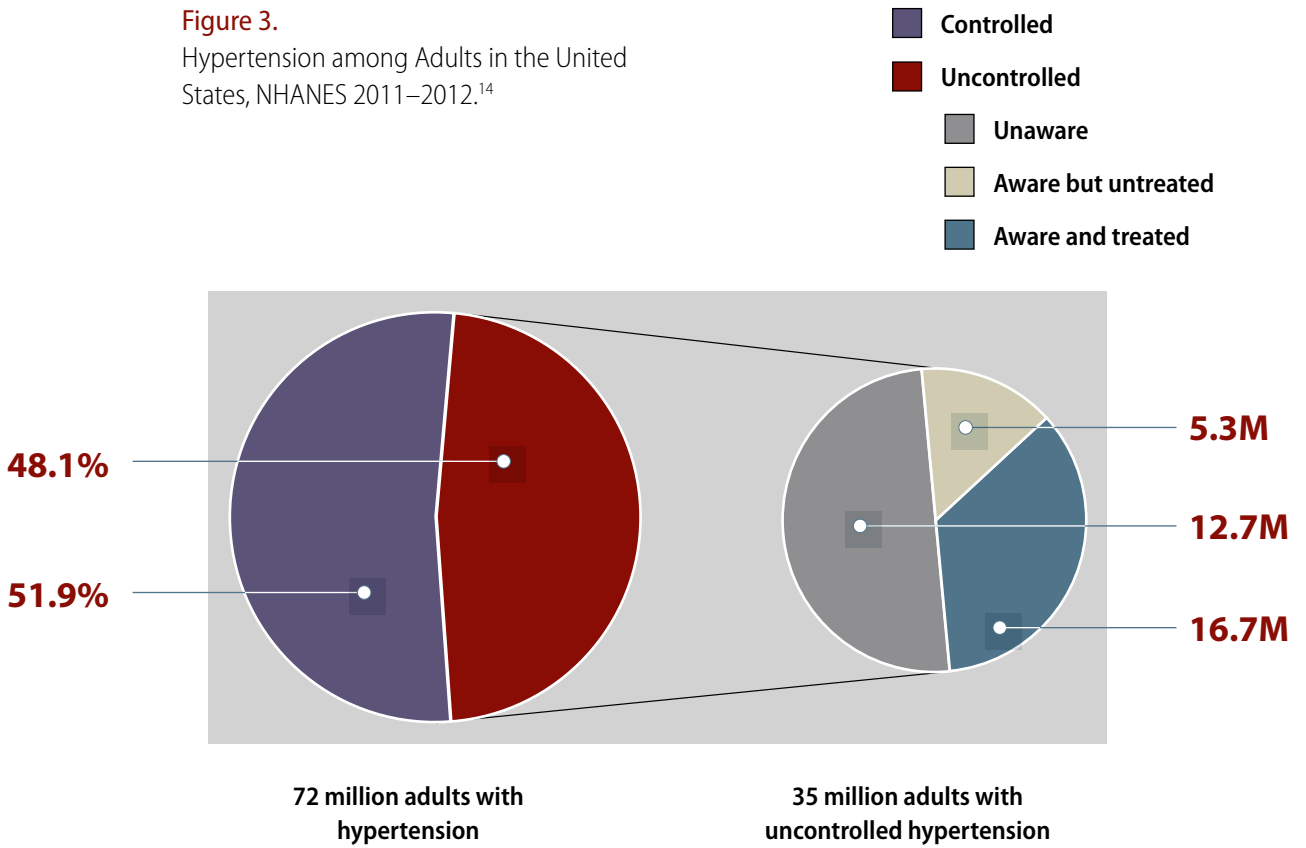 Figure 3.
Hypertension among Adults in the United
States, NHANES 2011–2012.14
Controlled
Uncontrolled
Unaware
Aware but untreated
Aware and treated
48.1%
51.9%
5.3M
12.7M
16.7M
72 million adults with
hypertension
35 million adults with
uncontrolled hypertension